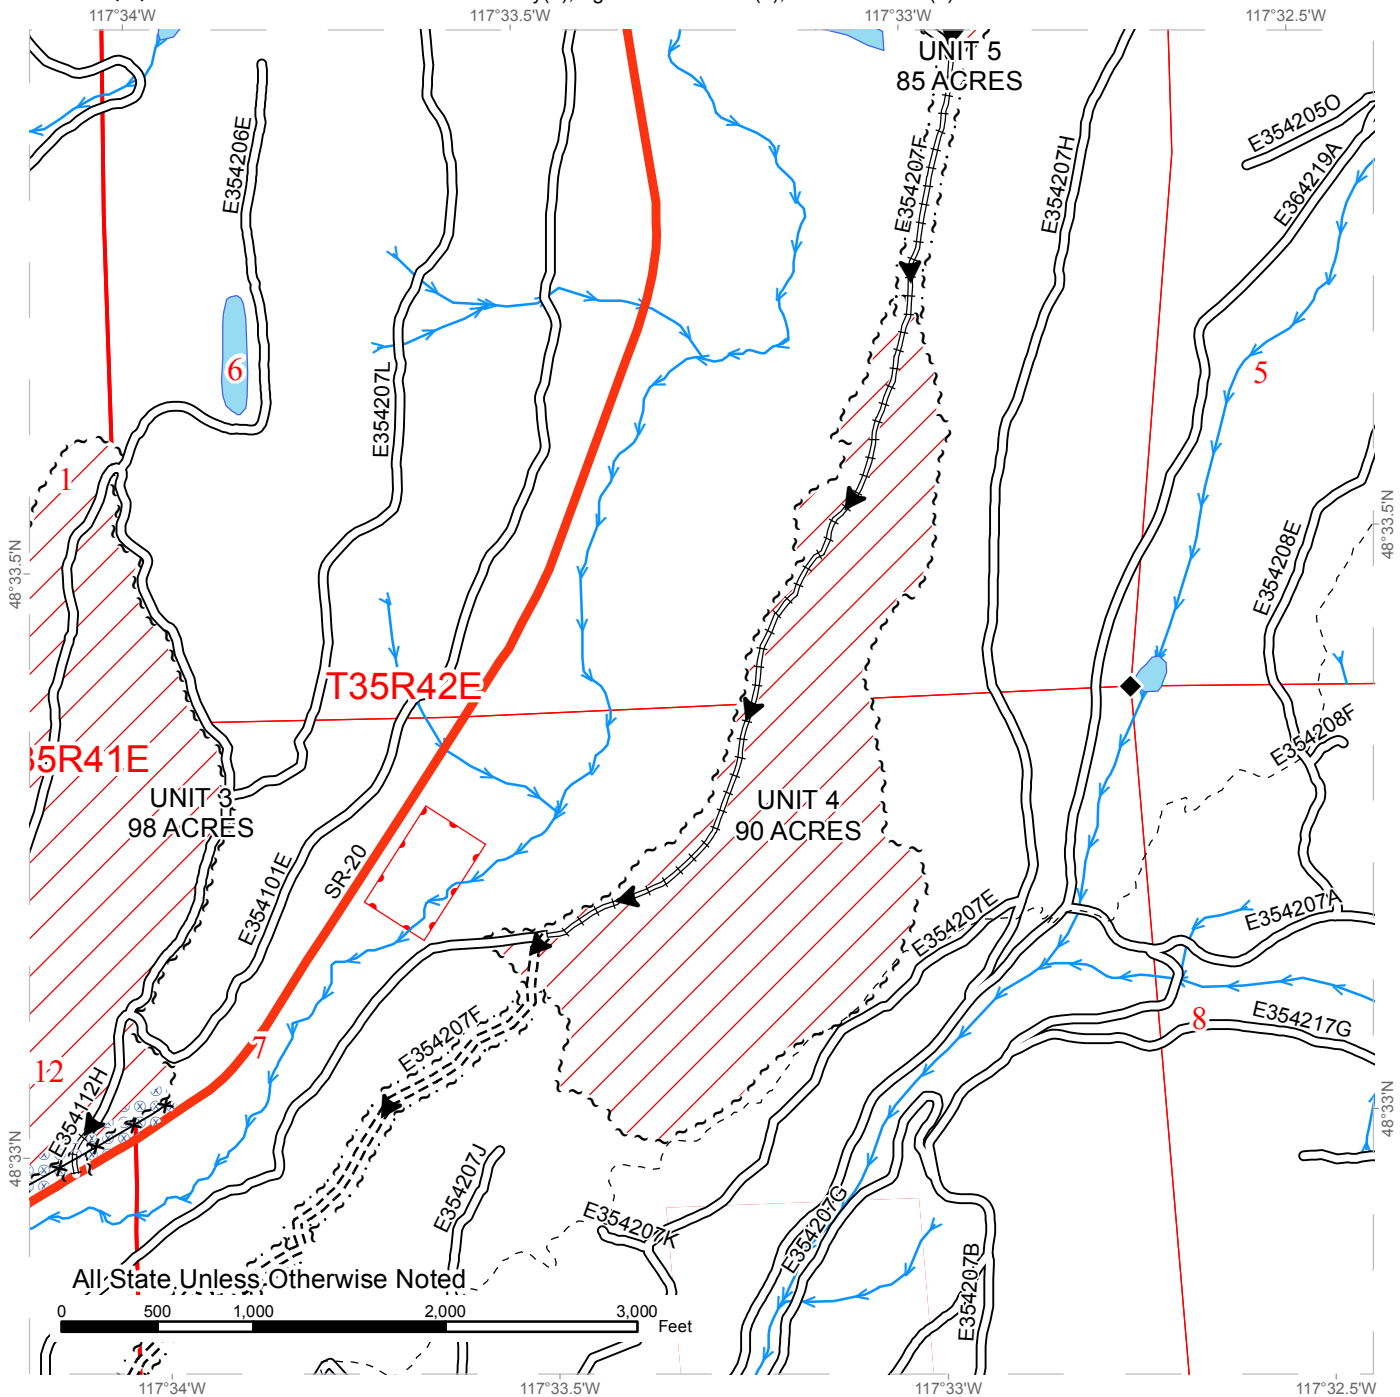 117°34'W
117°33.5'W
117°33'W
117°32.5'W
UNIT 5
85 ACRES
E354205O
E354206E
E354207F
E354207H
E364219A
6
5
E354207L
1
48°33.5'N
48°33.5'N
E354208E
T35R42E
35R41E
E354208F
UNIT 3
98 ACRES
UNIT 4
90 ACRES
SR-20
E354101E
E354207E
E354207A
E354207F
7
8
E354217G
12
E354112H
48°33'N
48°33'N
E354207J
E354207K
E354207G
E354207B
All State Unless Otherwise Noted
0 500 1,000 2,000 3,000
Feet
117°34'W
117°33.5'W
117°33'W
117°32.5'W